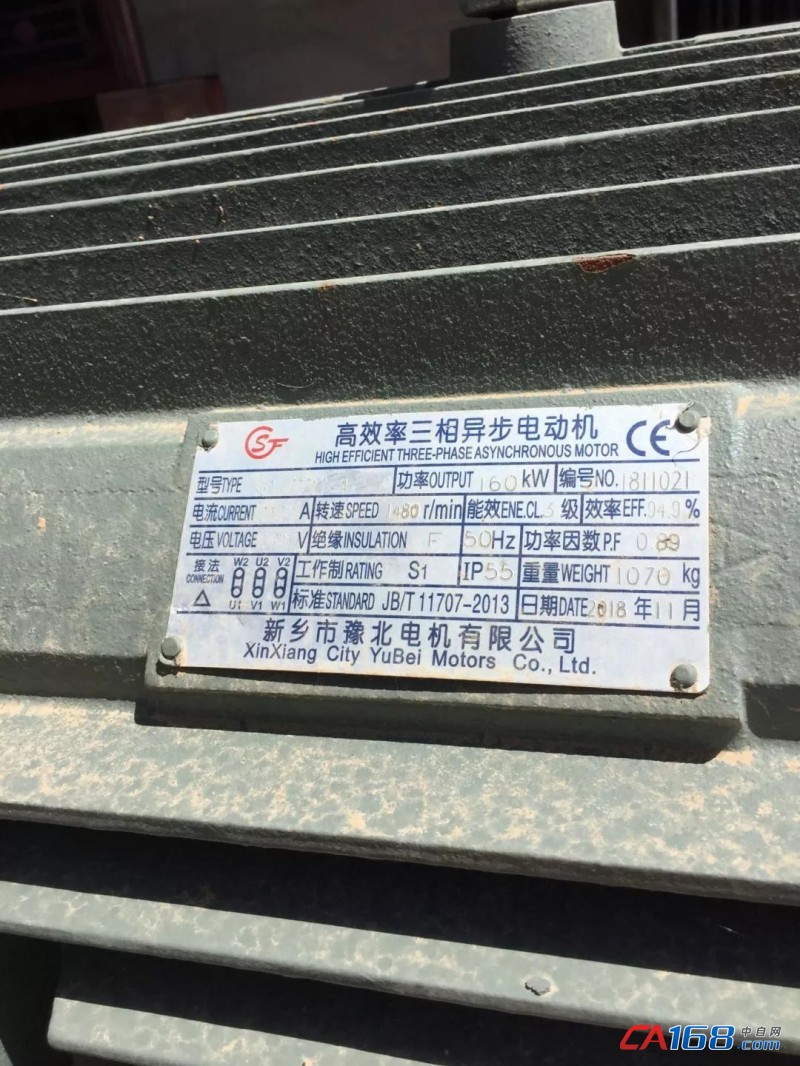 高效率三相异步电动机 CE
HIGH EFFICIENT THREE-PHASE ASYNCHRONOUS MOTOR
型号TYPE 功率OUTPUT 160 kW 编号NO. 1811021
电流CURRENT A 转速SPEED 1480 r/min 能效ENE.CL. 3 级 效率EFF. 94.9%
电压VOLTAGE V 绝缘INSULATION F 50Hz 功率因数P.F 0.89
接法 W2 U2 V2 工作制RATING S1 IP55 重量WEIGHT 1070 kg
CONNECTION
△ U1 V1 W1 标准STANDARD JB/T 11707-2013 日期DATE 2018 年 11 月
新乡市豫北电机有限公司
XinXiang City YuBei Motors Co., Ltd.
CA168.com 中自网